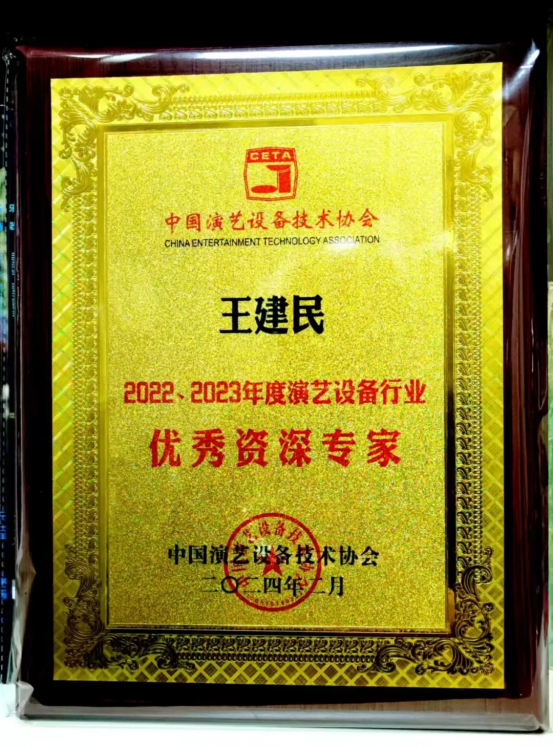 CETA
中国演艺设备技术协会
CHINA ENTERTAINMENT TECHNOLOGY ASSOCIATION
王建民
2022、2023年度演艺设备行业
优秀资深专家
中国演艺设备技术协会
二〇二四年二月